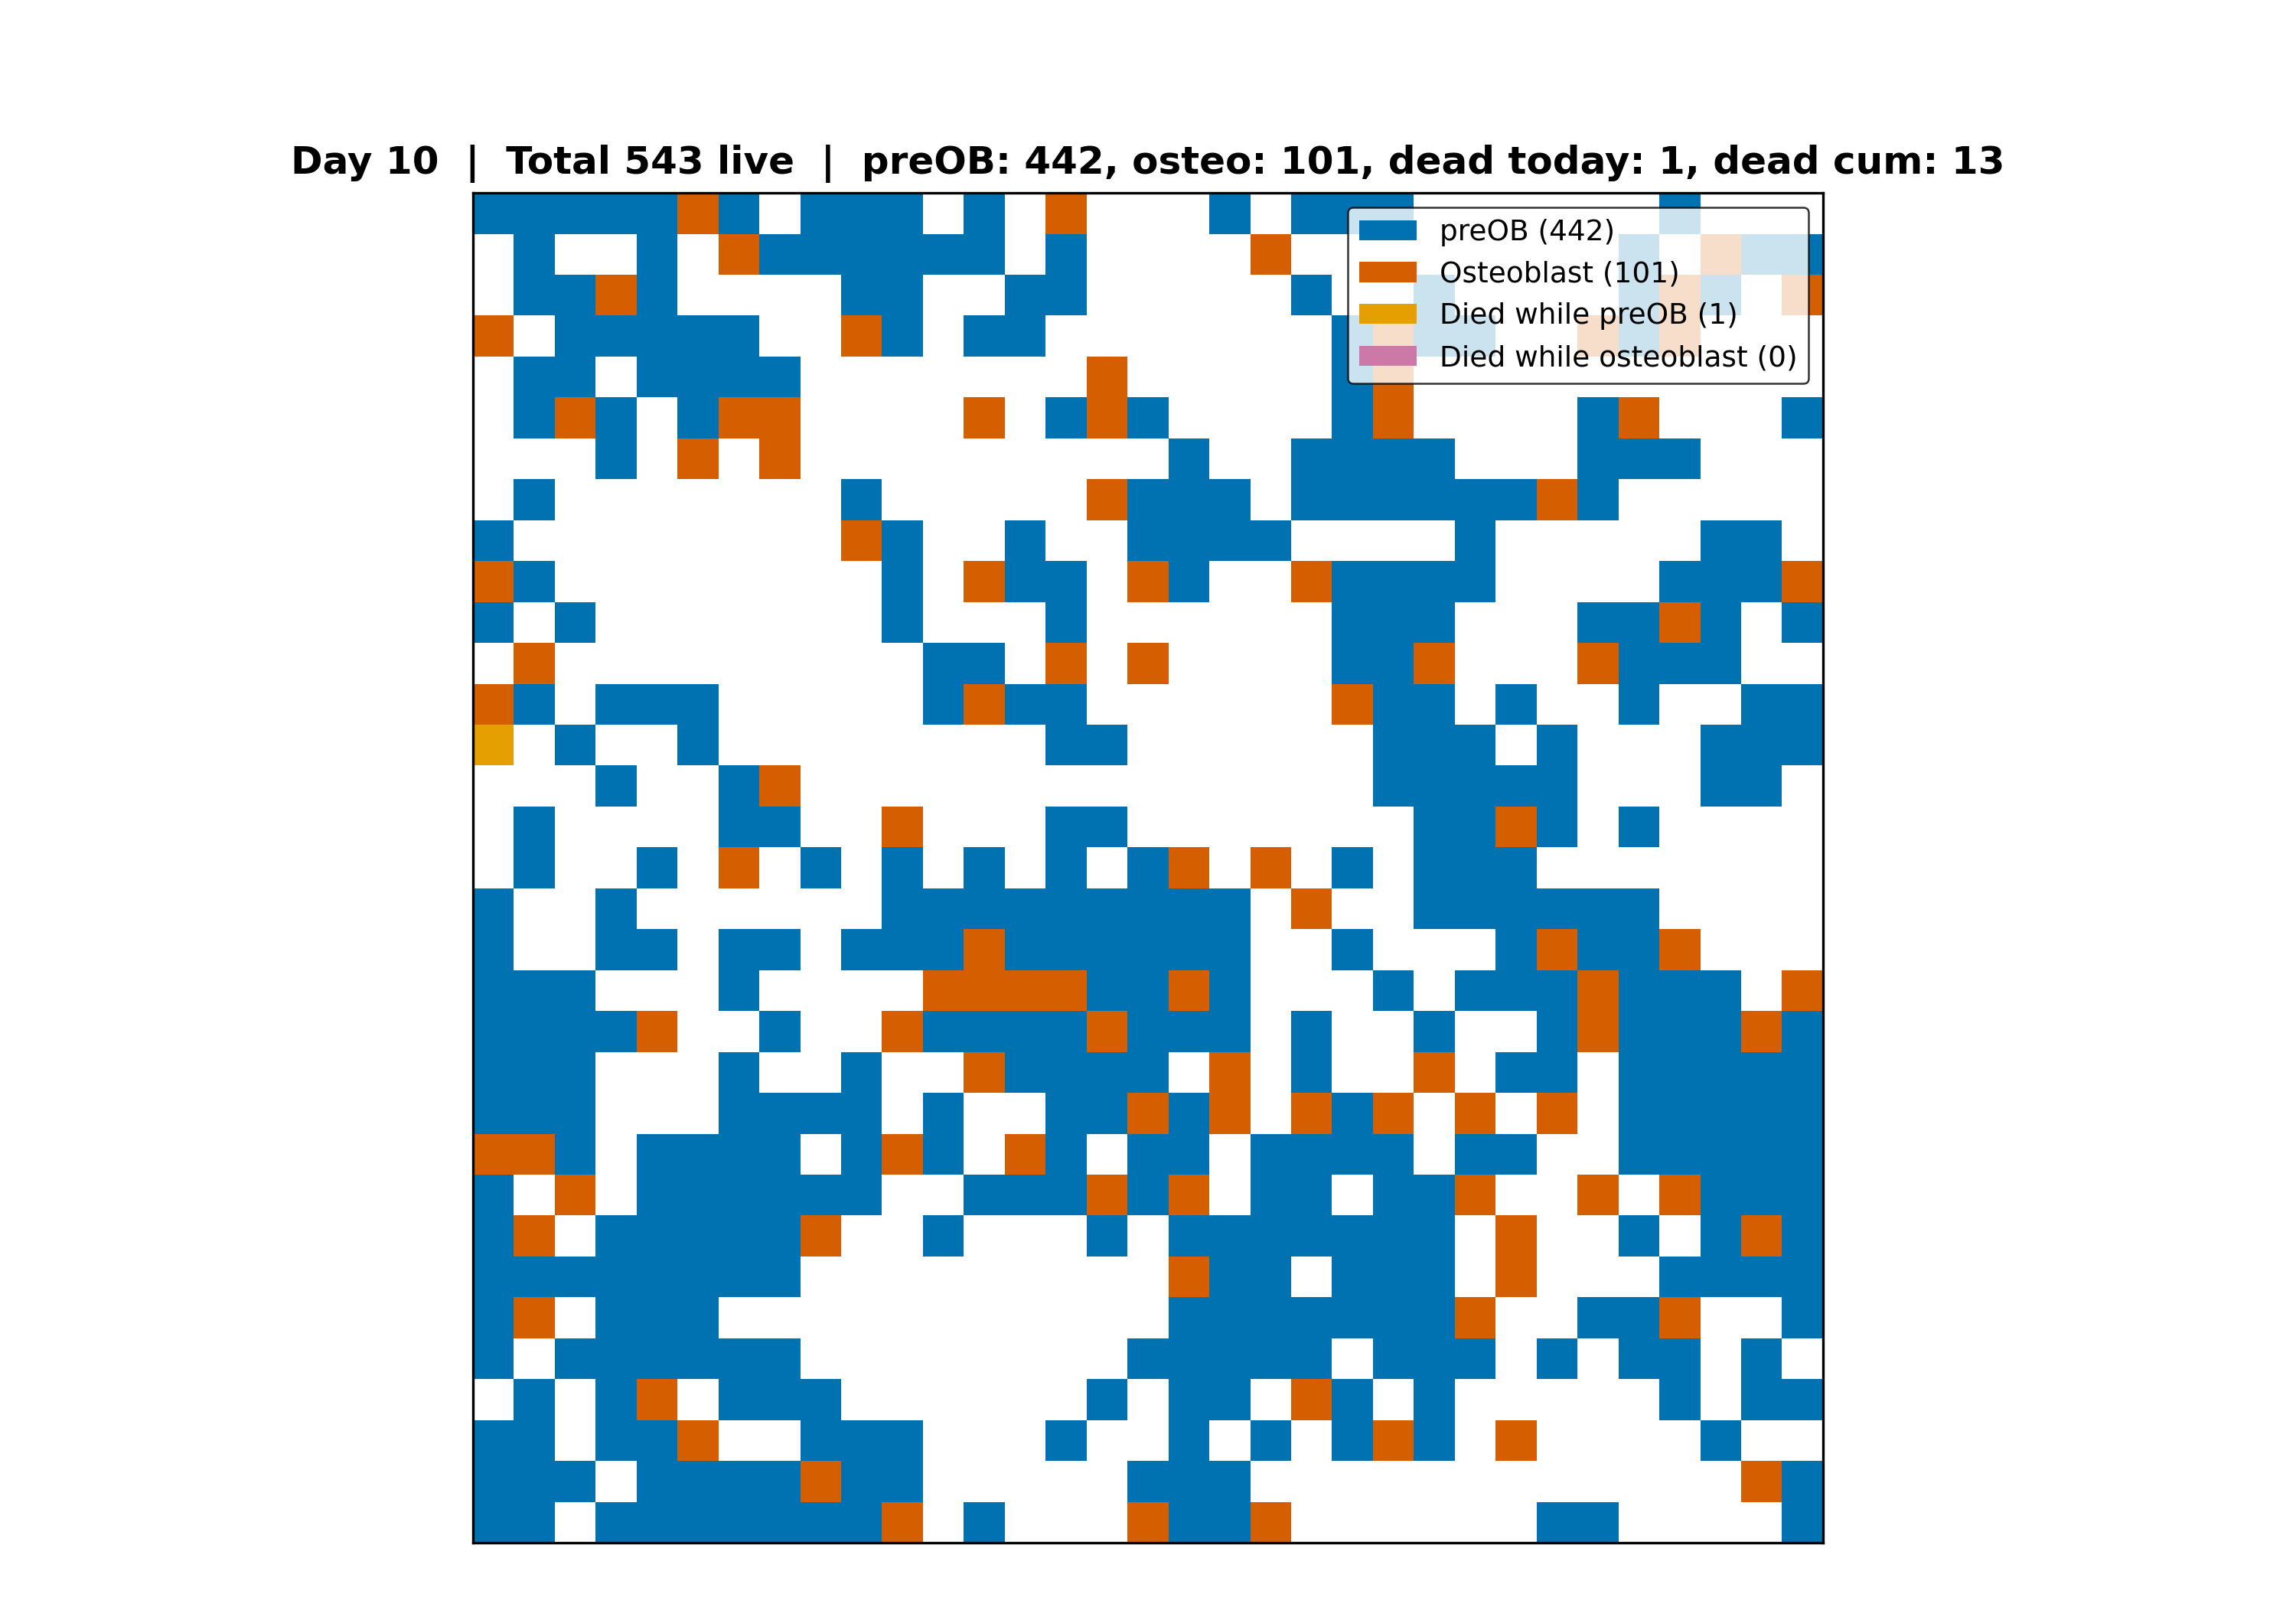 Day 10 | Total 543 live | preOB: 442, osteo: 101, dead today: 1, dead cum: 13
preOB (442)
Osteoblast (101)
Died while preOB (1)
Died while osteoblast (0)